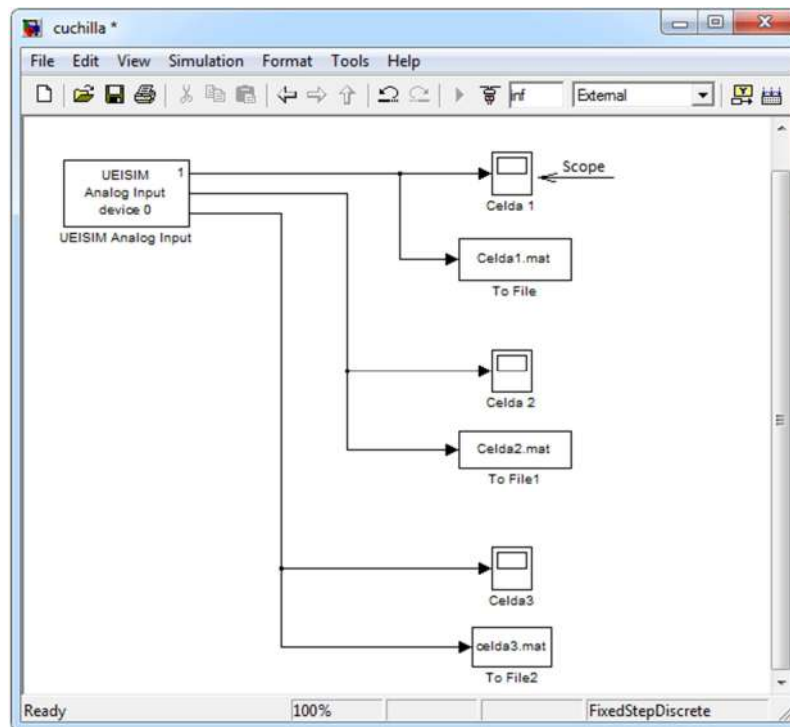 cuchilla *
File Edit View Simulation Format Tools Help
inf External
UEISIM 1
Analog Input
device 0
UEISIM Analog Input
Scope
Celda 1
Celda1.mat
To File
Celda 2
Celda2.mat
To File1
Celda3
celda3.mat
To File2
Ready 100% FixedStepDiscrete